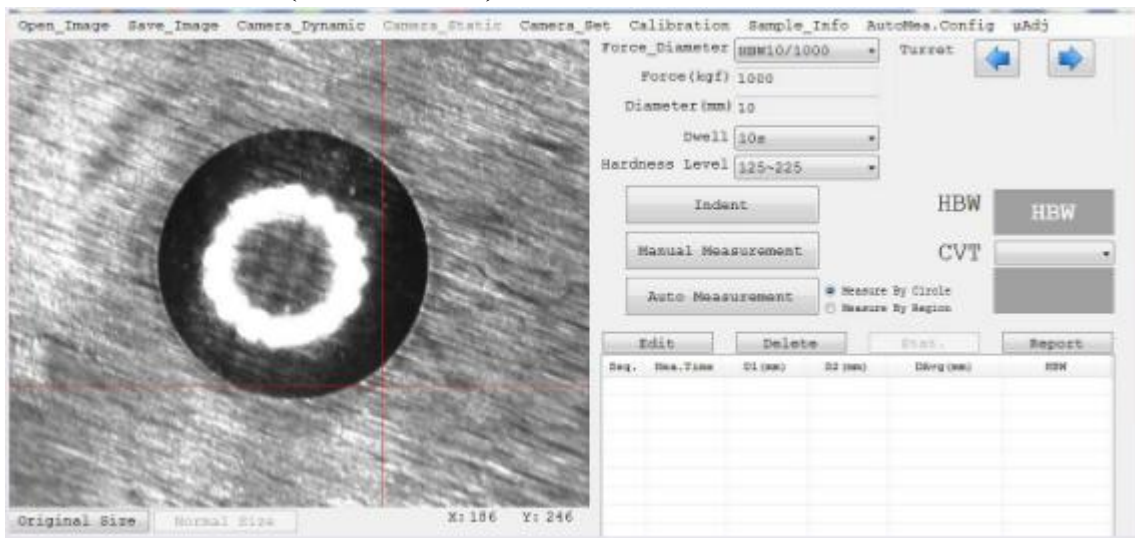 Open_Image Save_Image Camera_Dynamic Camera_Static Camera_Set Calibration Sample_Info AutoMea.Config μAdj
Force_Diameter HBW10/1000 Turret
Force(kgf) 1000
Diameter(mm) 10
Dwell 10s
Hardness Level 125~225
Indent HBW HBW
Manual Measurement CVT
Auto Measurement Measure By Circle
Measure By Region
Edit Delete Stat. Report
Seq. Mea.Time D1(mm) D2(mm) DAvg(mm) HBW
Original Size Normal Size X:186 Y:246